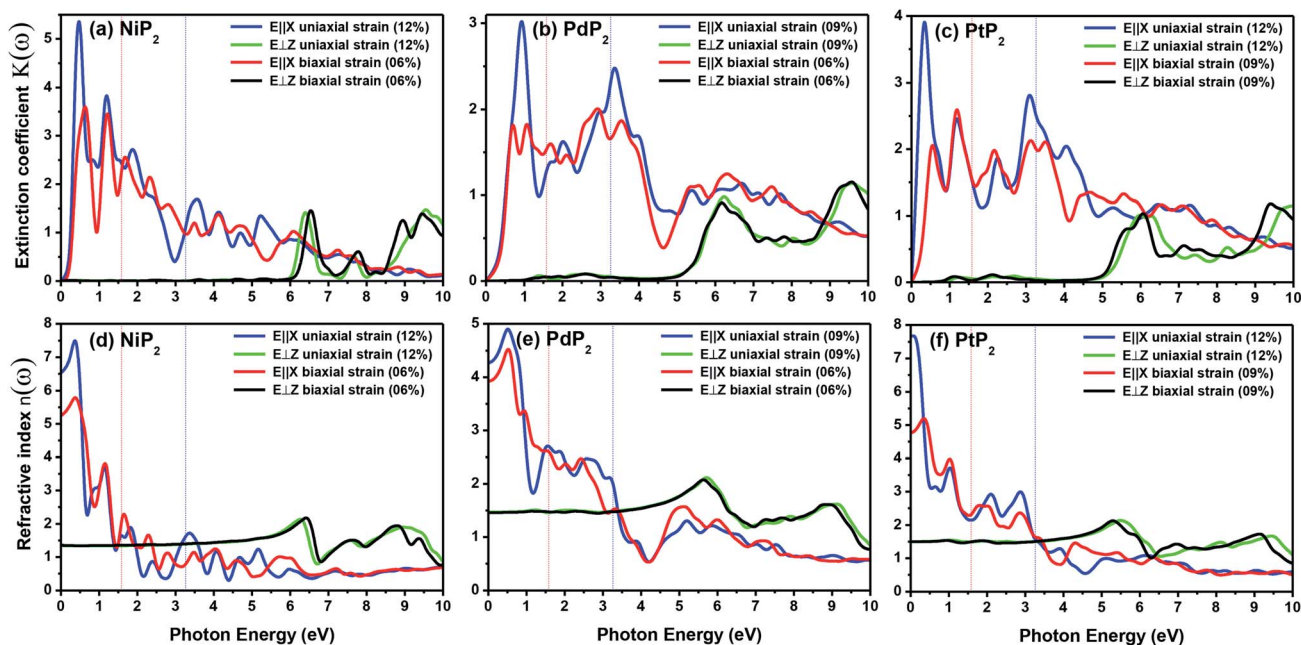 (a) NiP2
E||X uniaxial strain (12%)
E⊥Z uniaxial strain (12%)
E||X biaxial strain (06%)
E⊥Z biaxial strain (06%)
Extinction coefficient K(ω)
5
4
3
2
1
0
0 1 2 3 4 5 6 7 8 9 10
(b) PdP2
E||X uniaxial strain (09%)
E⊥Z uniaxial strain (09%)
E||X biaxial strain (06%)
E⊥Z biaxial strain (06%)
3
2
1
0
0 1 2 3 4 5 6 7 8 9 10
(c) PtP2
E||X uniaxial strain (12%)
E⊥Z uniaxial strain (12%)
E||X biaxial strain (09%)
E⊥Z biaxial strain (09%)
4
3
2
1
0
0 1 2 3 4 5 6 7 8 9 10
(d) NiP2
E||X uniaxial strain (12%)
E⊥Z uniaxial strain (12%)
E||X biaxial strain (06%)
E⊥Z biaxial strain (06%)
Refractive index n(ω)
8
7
6
5
4
3
2
1
0
0 1 2 3 4 5 6 7 8 9 10
Photon Energy (eV)
(e) PdP2
E||X uniaxial strain (09%)
E⊥Z uniaxial strain (09%)
E||X biaxial strain (06%)
E⊥Z biaxial strain (06%)
5
4
3
2
1
0
0 1 2 3 4 5 6 7 8 9 10
Photon Energy (eV)
(f) PtP2
E||X uniaxial strain (12%)
E⊥Z uniaxial strain (12%)
E||X biaxial strain (09%)
E⊥Z biaxial strain (09%)
8
7
6
5
4
3
2
1
0
0 1 2 3 4 5 6 7 8 9 10
Photon Energy (eV)